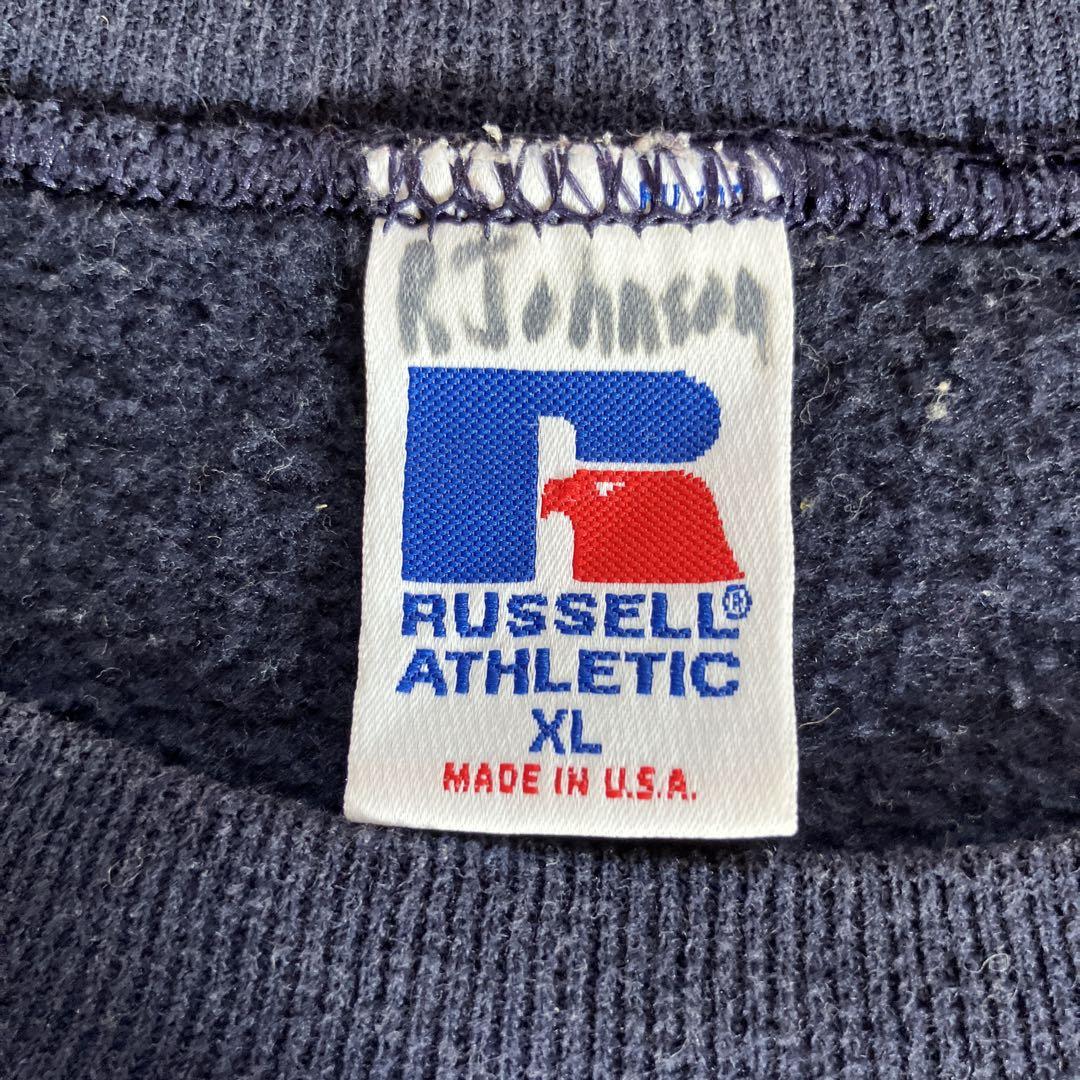 R Johnson
RUSSELL®
ATHLETIC
XL
MADE IN U.S.A.